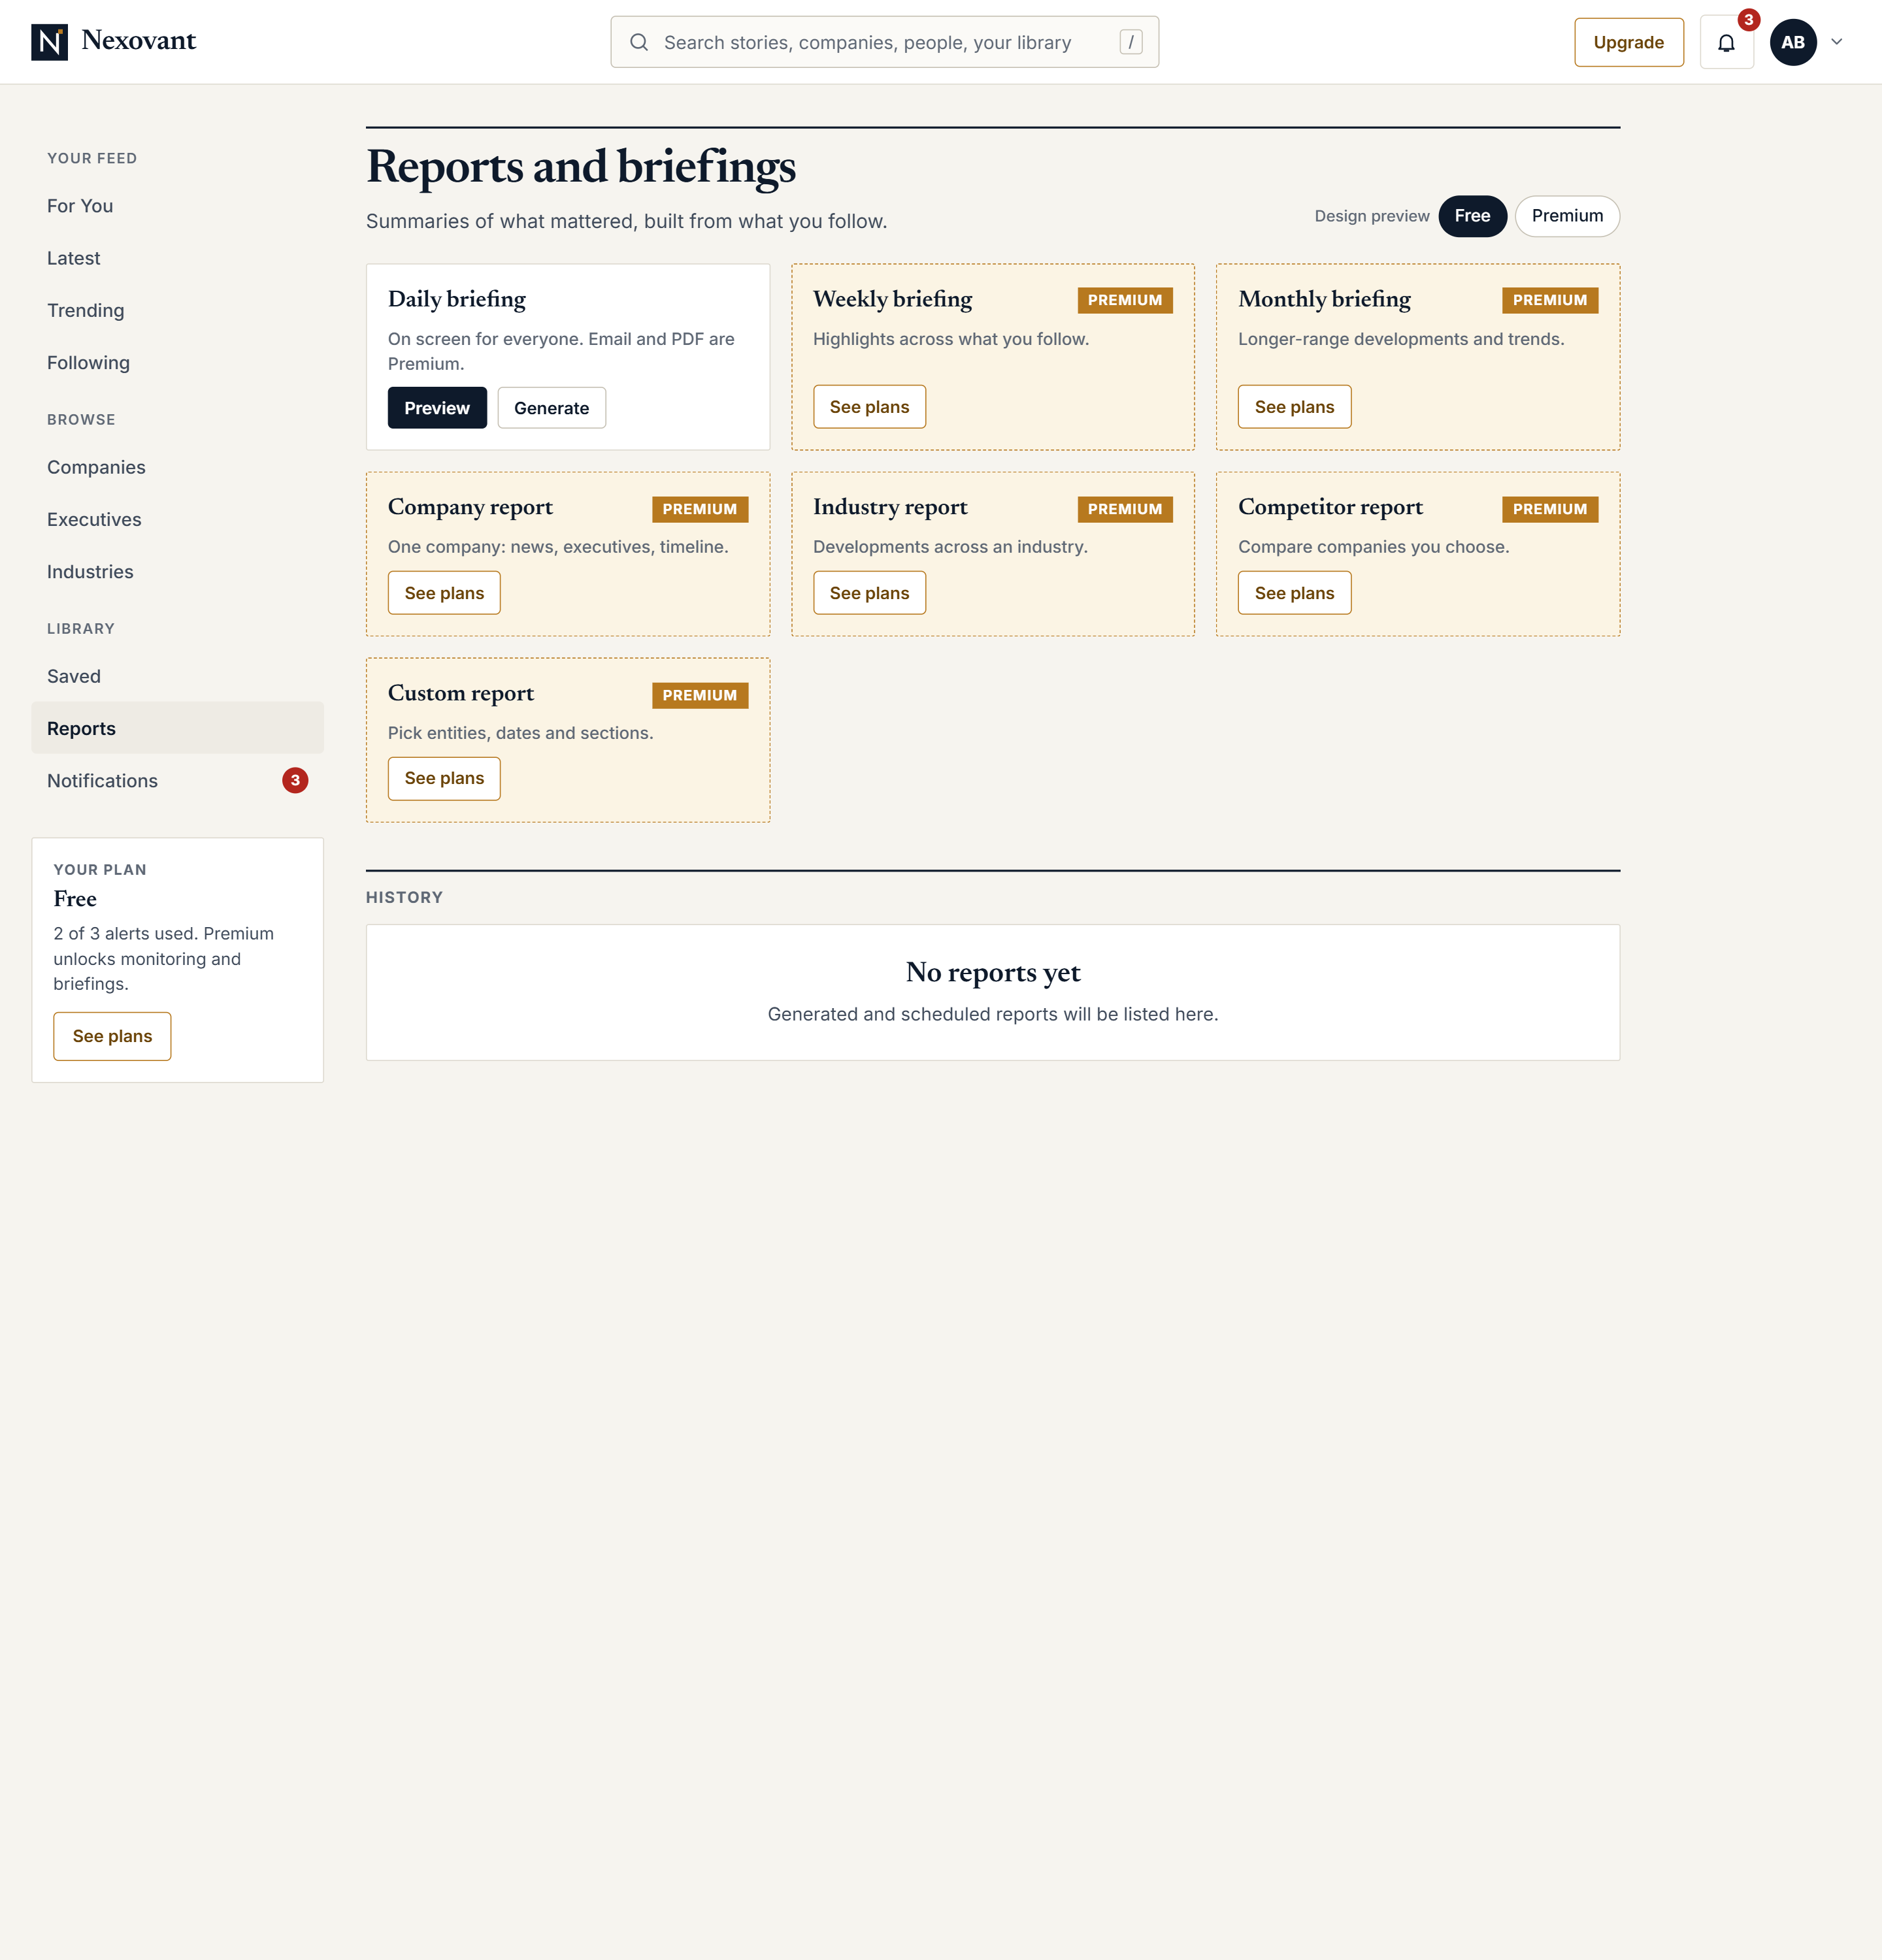 Nexovant
Search stories, companies, people, your library
/
Upgrade
3
AB
YOUR FEED
For You
Latest
Trending
Following
BROWSE
Companies
Executives
Industries
LIBRARY
Saved
Reports
Notifications
3
YOUR PLAN
Free
2 of 3 alerts used. Premium
unlocks monitoring and
briefings.
See plans
Reports and briefings
Summaries of what mattered, built from what you follow.
Design preview
Free
Premium
Daily briefing
On screen for everyone. Email and PDF are
Premium.
Preview
Generate
Weekly briefing
PREMIUM
Highlights across what you follow.
See plans
Monthly briefing
PREMIUM
Longer-range developments and trends.
See plans
Company report
PREMIUM
One company: news, executives, timeline.
See plans
Industry report
PREMIUM
Developments across an industry.
See plans
Competitor report
PREMIUM
Compare companies you choose.
See plans
Custom report
PREMIUM
Pick entities, dates and sections.
See plans
HISTORY
No reports yet
Generated and scheduled reports will be listed here.